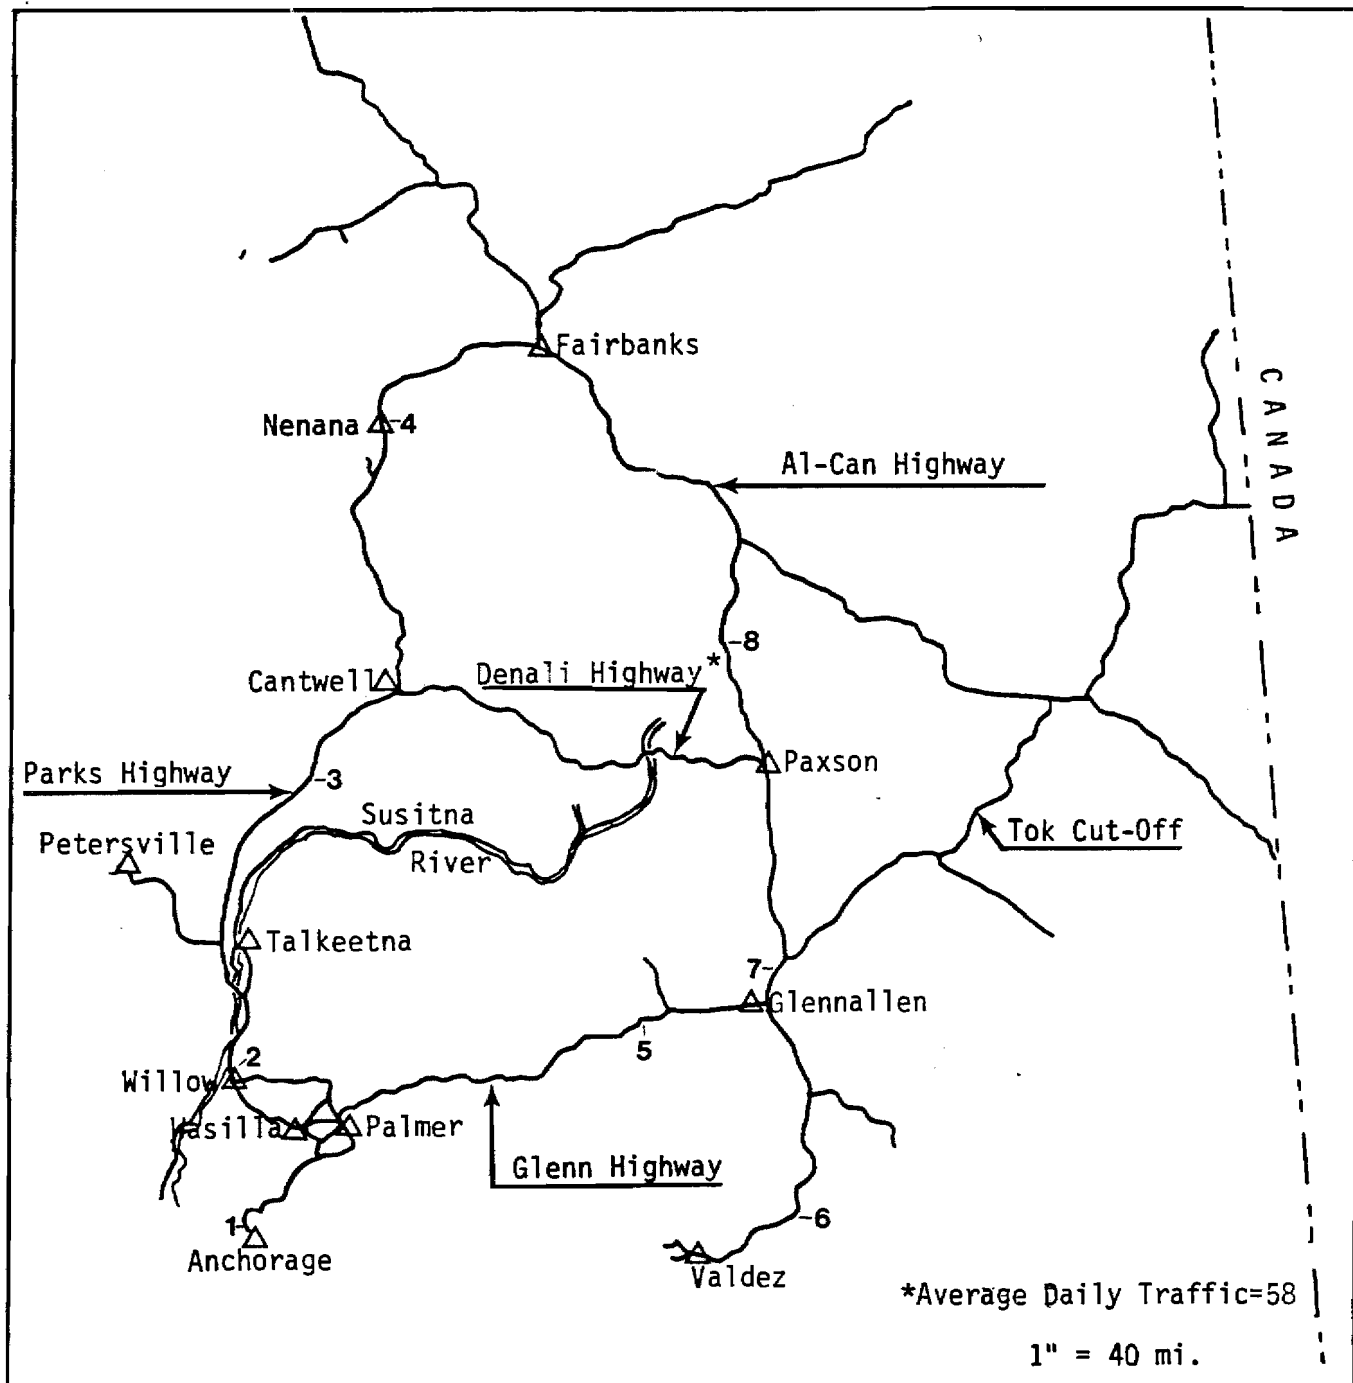 Fairbanks
CANADA
Nenana
4
Al-Can Highway
8
Cantwell
Denali Highway*
Parks Highway
3
Paxson
Susitna
River
Petersville
Tok Cut-Off
Talkeetna
7
Glennallen
5
2
Willow
Wasilla
Palmer
Glenn Highway
1
6
Anchorage
Valdez
*Average Daily Traffic=58
1" = 40 mi.